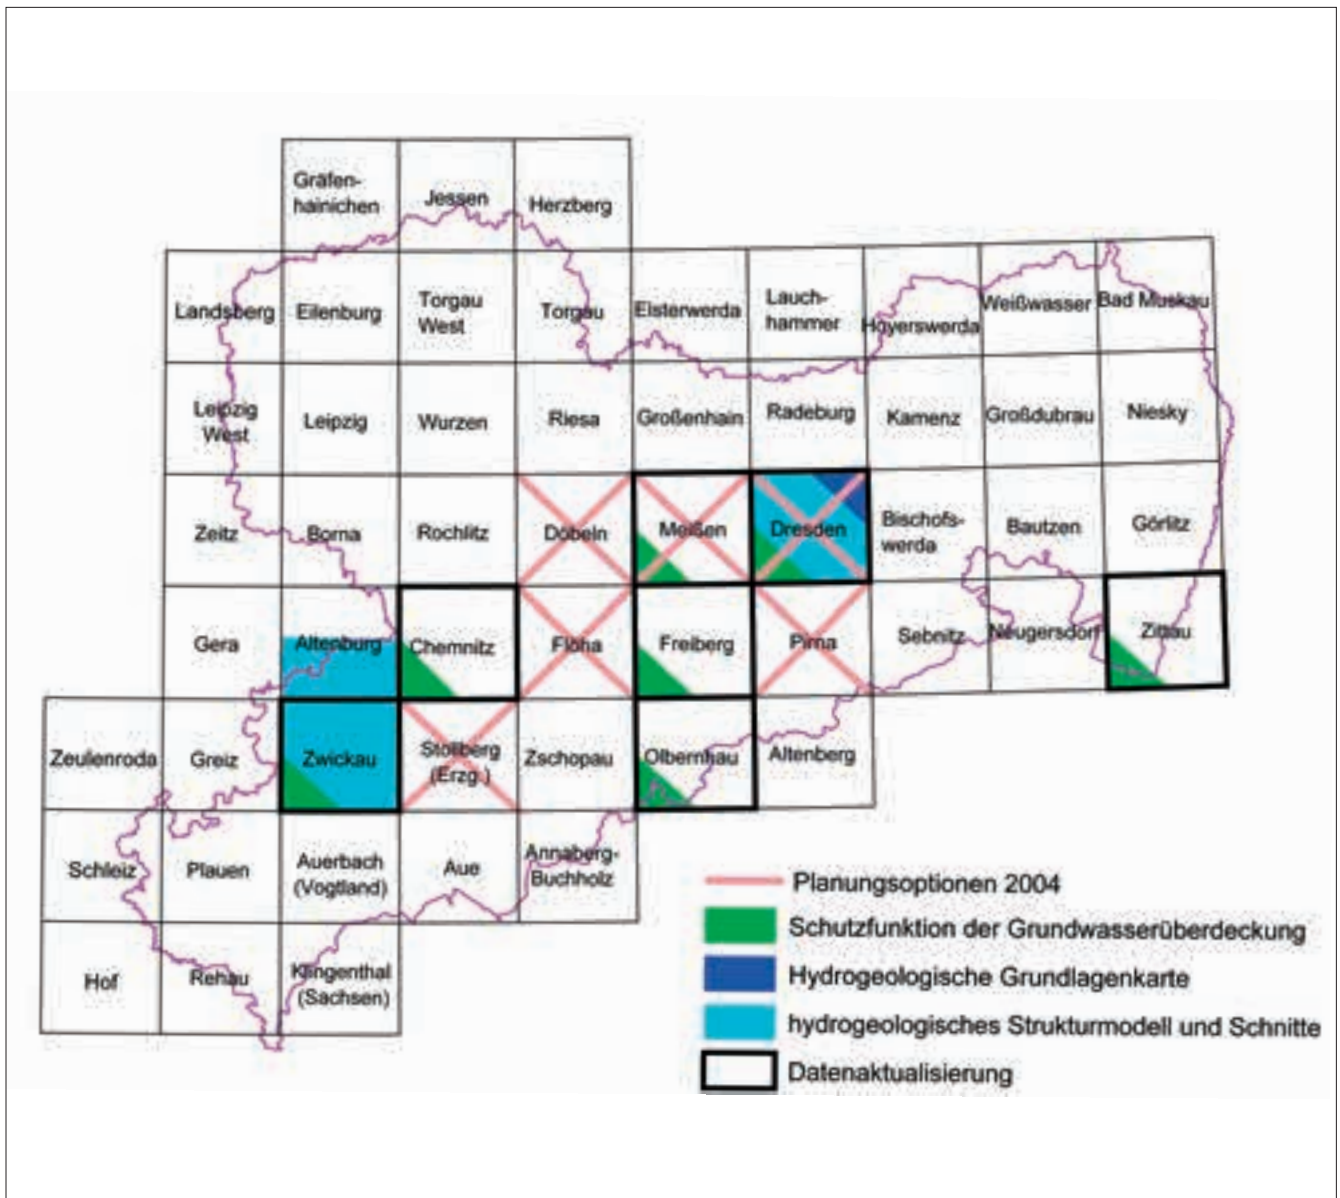 Gräfen-
hainichen
Jessen
Herzberg
Landsberg
Eilenburg
Torgau
West
Torgau
Elsterwerda
Lauch-
hammer
Hoyerswerda
Weißwasser
Bad Muskau
Leipzig
West
Leipzig
Wurzen
Riesa
Großenhain
Radeburg
Kamenz
Großdubrau
Niesky
Zeitz
Borna
Rochlitz
Döbeln
Meißen
Dresden
Bischofs-
werda
Bautzen
Görlitz
Gera
Altenburg
Chemnitz
Flöha
Freiberg
Pirna
Sebnitz
Neugersdorf
Zittau
Zeulenroda
Greiz
Zwickau
Stollberg
(Erzg.)
Zschopau
Olbernhau
Altenberg
Schleiz
Plauen
Auerbach
(Vogtland)
Aue
Annaberg-
Buchholz
Hof
Rehau
Klingenthal
(Sachsen)
Planungsoptionen 2004
Schutzfunktion der Grundwasserüberdeckung
Hydrogeologische Grundlagenkarte
hydrogeologisches Strukturmodell und Schnitte
Datenaktualisierung